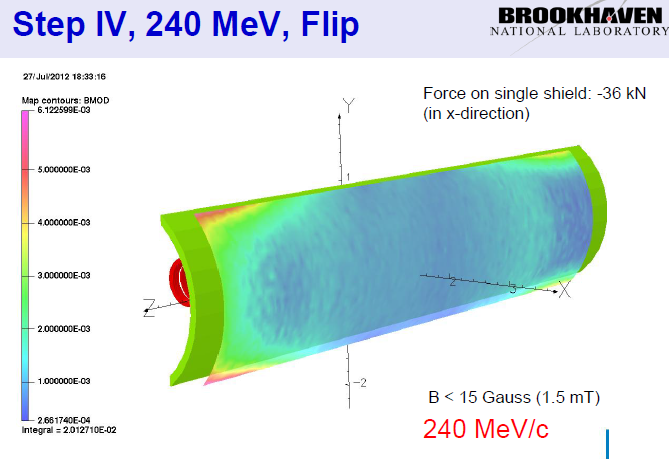 Step IV, 240 MeV, Flip
BROOKHAVEN
NATIONAL LABORATORY
27/Jul/2012 18:33:16
Map contours: BMOD
6.122599E-03
5.000000E-03
4.000000E-03
3.000000E-03
2.000000E-03
1.000000E-03
2.661740E-04
Integral = 2.012710E-02
Force on single shield: -36 kN
(in x-direction)
Y
1
Z
2
3
X
-2
B < 15 Gauss (1.5 mT)
240 MeV/c